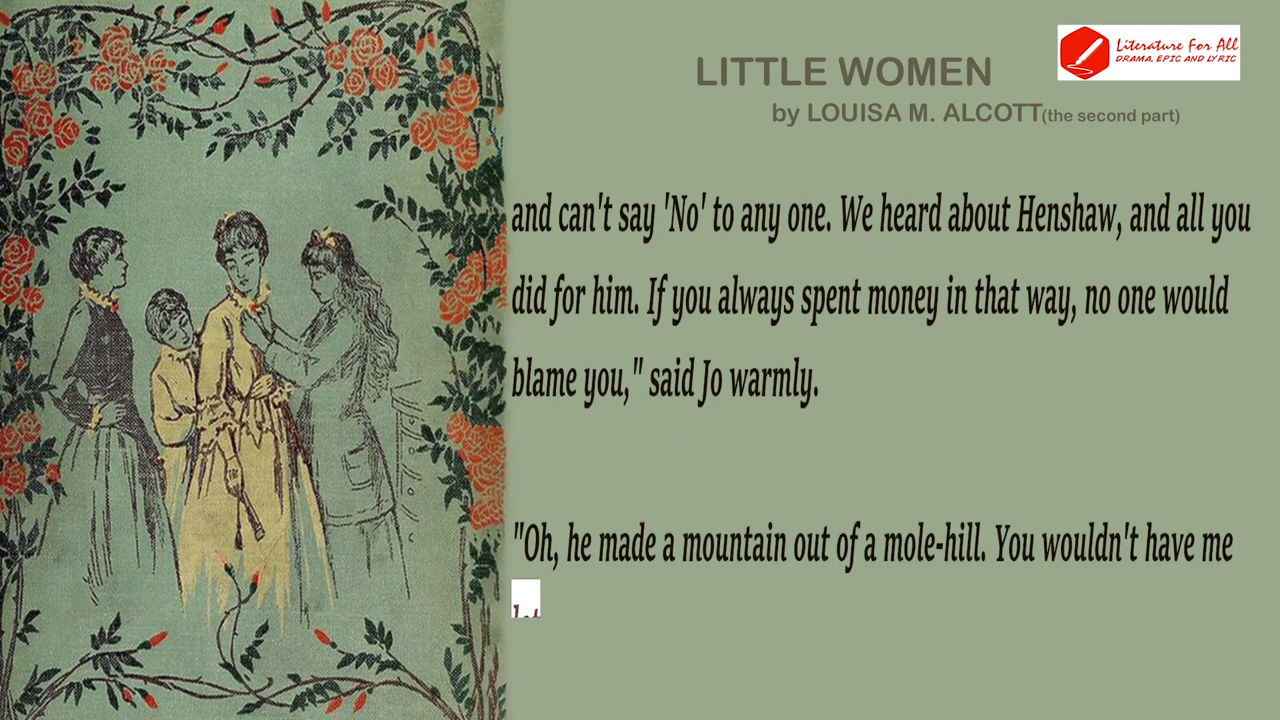 LITTLE WOMEN
by LOUISA M. ALCOTT(the second part)
Literature For All
DRAMA, EPIC AND LYRIC
and can't say 'No' to any one. We heard about Henshaw, and all you
did for him. If you always spent money in that way, no one would
blame you," said Jo warmly.
"Oh, he made a mountain out of a mole-hill. You wouldn't have me